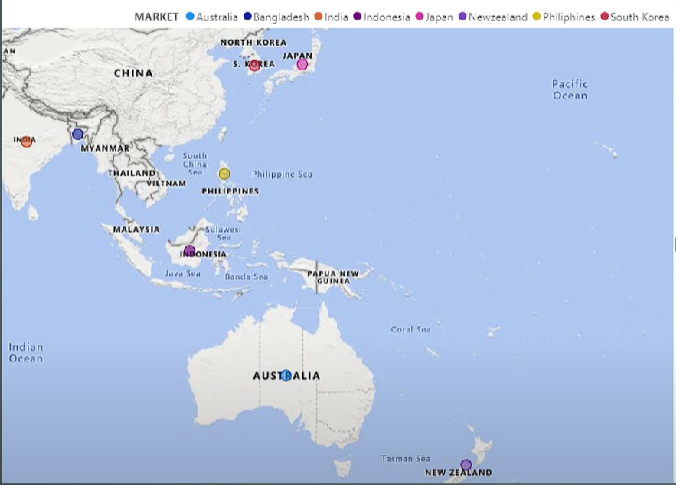 MARKET Australia Bangladesh India Indonesia Japan Newzealand Philiphines South Korea
AN
NORTH KOREA
S. KOREA
JAPAN
CHINA
Pacific
Ocean
INDIA
MYANMAR
South
China
Sea
THAILAND
Philippine Sea
VIETNAM
PHILIPPINES
MALAYSIA
Sulawesi
Sea
INDONESIA
Java Sea
Banda Sea
PAPUA NEW
GUINEA
Coral Sea
Indian
Ocean
AUSTRALIA
Tasman Sea
NEW ZEALAND